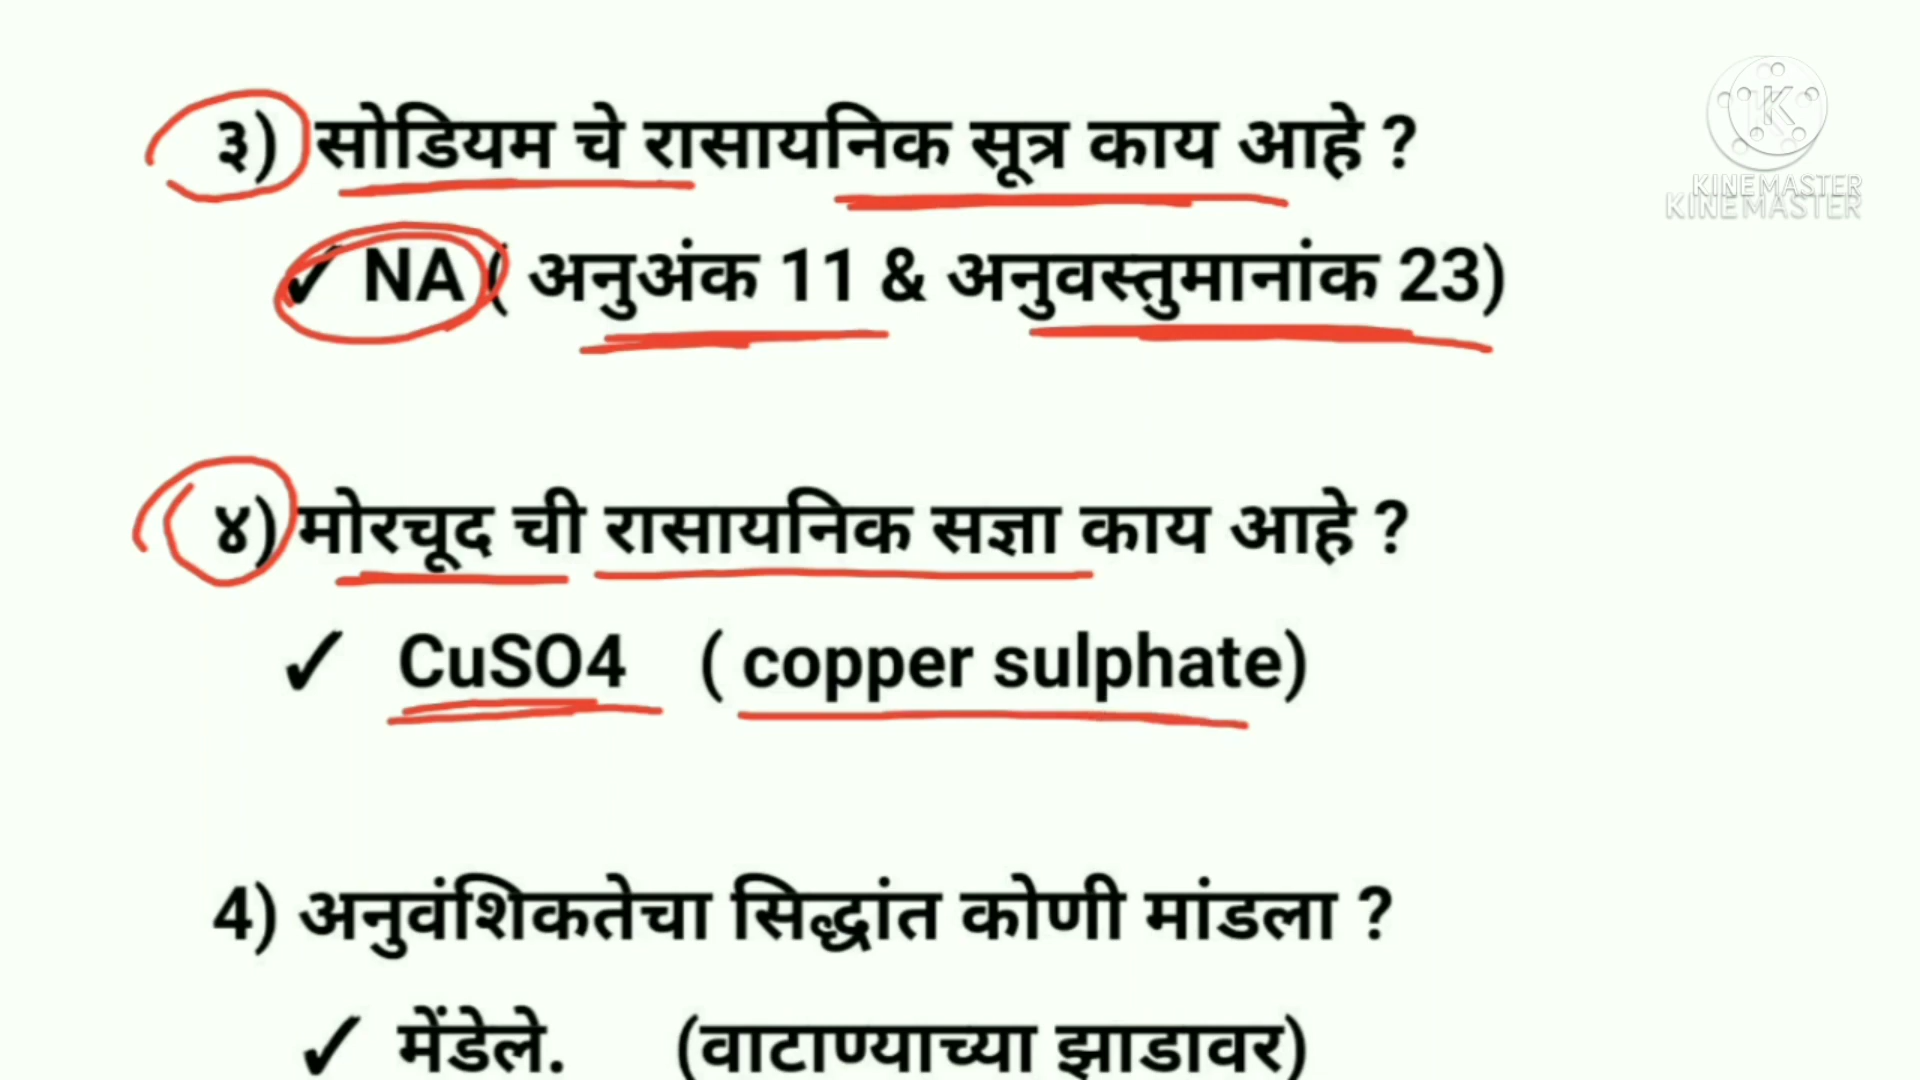 ३) सोडियम चे रासायनिक सूत्र काय आहे ?
✓ NA ( अनुअंक 11 & अनुवस्तुमानांक 23)
४) मोरचूद ची रासायनिक सज्ञा काय आहे ?
✓ CuSO4 ( copper sulphate)
4) अनुवंशिकतेचा सिद्धांत कोणी मांडला ?
✓ मेंडेले. (वाटाण्याच्या झाडावर)
K
KINEMASTER
KINEMASTER